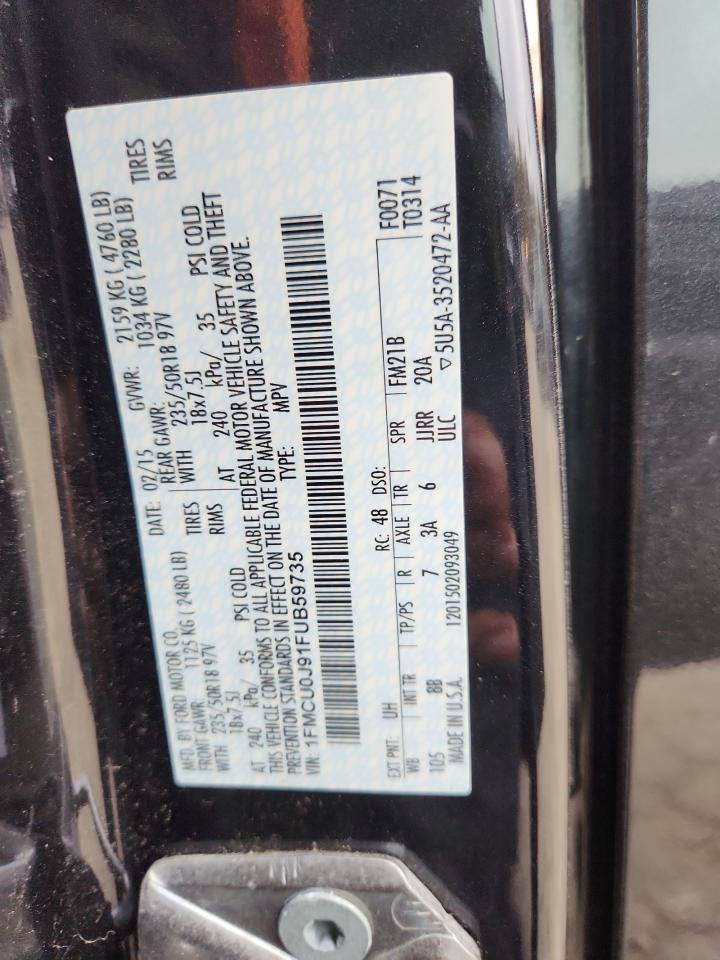 MFD. BY FORD MOTOR CO. DATE: 02/15 GVWR: 2159 KG ( 4760 LB)
FRONT GAWR: 1125 KG ( 2480 LB) REAR GAWR: 1034 KG ( 2280 LB)
WITH 235/50R18 97V TIRES WITH 235/50R18 97V TIRES
18x7.5J RIMS 18x7.5J RIMS
AT 240 kPa/ 35 PSI COLD AT 240 kPa/ 35 PSI COLD
THIS VEHICLE CONFORMS TO ALL APPLICABLE FEDERAL MOTOR VEHICLE SAFETY AND THEFT
PREVENTION STANDARDS IN EFFECT ON THE DATE OF MANUFACTURE SHOWN ABOVE.
VIN: 1FMCU0J91FUB59735 TYPE: MPV
EXT PNT: UH RC: 48 DSO: F0071
WB INT TR TP/PS R AXLE TR SPR FM21B T0314
105 8B 7 3A 6 JJRR 20A
MADE IN U.S.A. 1201502093049 ULC ▽5U5A-3520472-AA